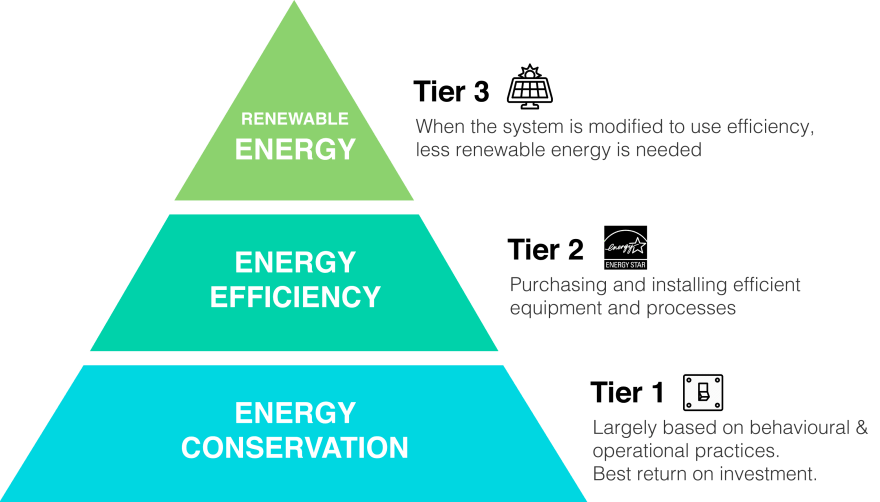 RENEWABLE
ENERGY
Tier 3
When the system is modified to use efficiency,
less renewable energy is needed
ENERGY
EFFICIENCY
Tier 2
energy
ENERGY STAR
Purchasing and installing efficient
equipment and processes
ENERGY
CONSERVATION
Tier 1
Largely based on behavioural &
operational practices.
Best return on investment.